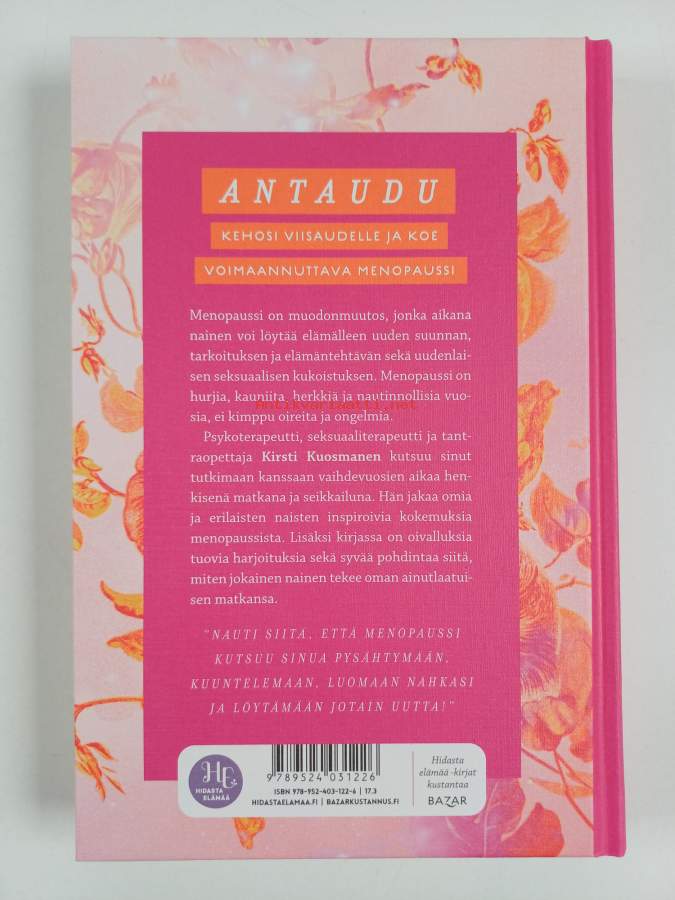 ANTAUDU
KEHOSI VIISAUDELLE JA KOE
VOIMAANNUTTAVA MENOPAUSSI
Menopaussi on muodonmuutos, jonka aikana
nainen voi löytää elämälleen uuden suunnan,
tarkoituksen ja elämäntehtävän sekä uudenlai-
sen seksuaalisen kukoistuksen. Menopaussi on
hurjia, kauniita, herkkiä ja nautinnollisia vuo-
sia, ei kimppu oireita ja ongelmia.
Antikvariaatti.net
Psykoterapeutti, seksuaaliterapeutti ja tant-
raopettaja Kirsti Kuosmanen kutsuu sinut
tutkimaan kanssaan vaihdevuosien aikaa hen-
kisenä matkana ja seikkailuna. Hän jakaa omia
ja erilaisten naisten inspiroivia kokemuksia
menopaussista. Lisäksi kirjassa on oivalluksia
tuovia harjoituksia sekä syvää pohdintaa siitä,
miten jokainen nainen tekee oman ainutlaatui-
sen matkansa.
"NAUTI SIITÄ, ETTÄ MENOPAUSSI
KUTSUU SINUA PYSÄHTYMÄÄN,
KUUNTELEMAAN, LUOMAAN NAHKASI
JA LÖYTÄMÄÄN JOTAIN UUTTA!"
HE
HIDASTA
ELÄMÄÄ
9 789524 031226
ISBN 978-952-403-122-6 | 17.3
HIDASTAELAMAA.FI | BAZARKUSTANNUS.FI
Hidasta
elämää -kirjat
kustantaa
BAZAR